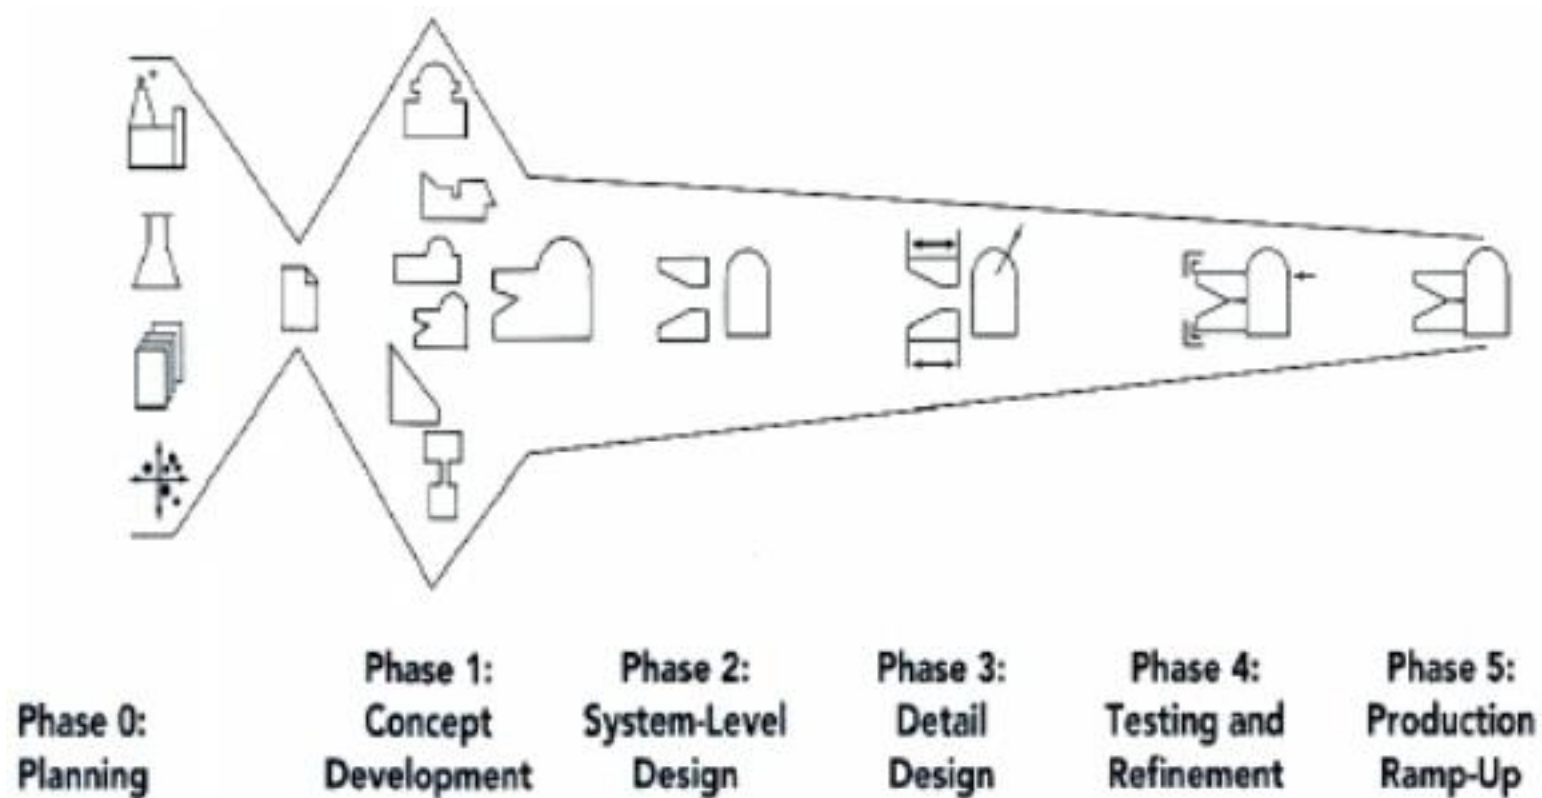 Phase 0:
Planning
Phase 1:
Concept
Development
Phase 2:
System-Level
Design
Phase 3:
Detail
Design
Phase 4:
Testing and
Refinement
Phase 5:
Production
Ramp-Up